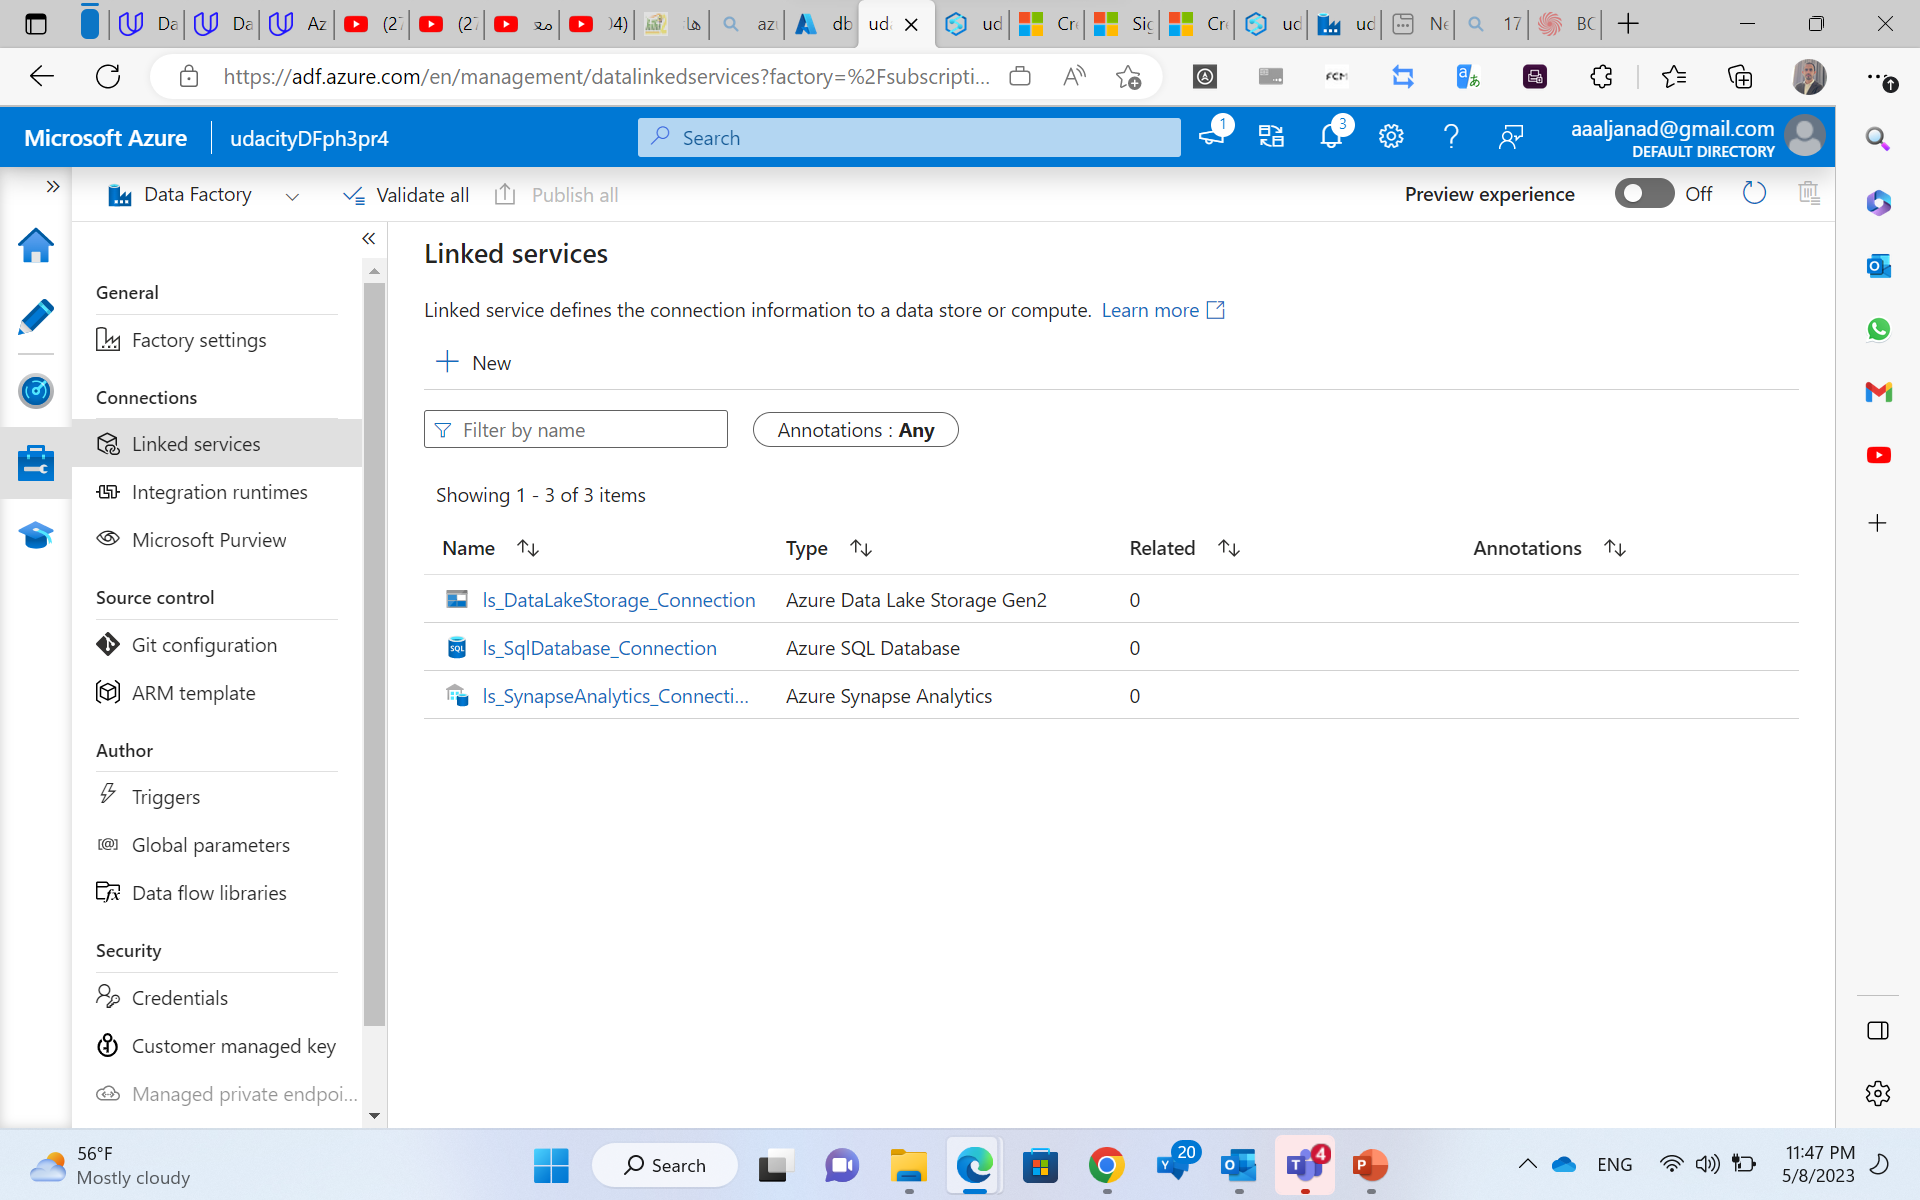 Da
Da
Az
(27
(27
04)
az
db
ud
ud
Cr
Sig
Cr
ud
ud
Ne
17
BC
https://adf.azure.com/en/management/datalinkedservices?factory=%2Fsubscripti...
FCM
Microsoft Azure
udacityDFph3pr4
Search
1
3
aaaljanad@gmail.com
DEFAULT DIRECTORY
Data Factory
Validate all
Publish all
Preview experience
Off
General
Factory settings
Connections
Linked services
Integration runtimes
Microsoft Purview
Source control
Git configuration
ARM template
Author
Triggers
Global parameters
Data flow libraries
Security
Credentials
Customer managed key
Managed private endpoi...
Linked services
Linked service defines the connection information to a data store or compute. Learn more
New
Filter by name
Annotations : Any
Showing 1 - 3 of 3 items
Name Type Related Annotations
ls_DataLakeStorage_Connection Azure Data Lake Storage Gen2 0
ls_SqlDatabase_Connection Azure SQL Database 0
ls_SynapseAnalytics_Connecti... Azure Synapse Analytics 0
56°F
Mostly cloudy
Search
20
4
ENG
11:47 PM
5/8/2023